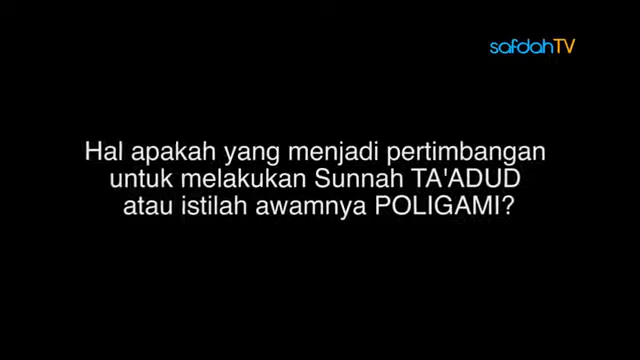 safdahTV
Hal apakah yang menjadi pertimbangan
untuk melakukan Sunnah TA'ADUD
atau istilah awamnya POLIGAMI?